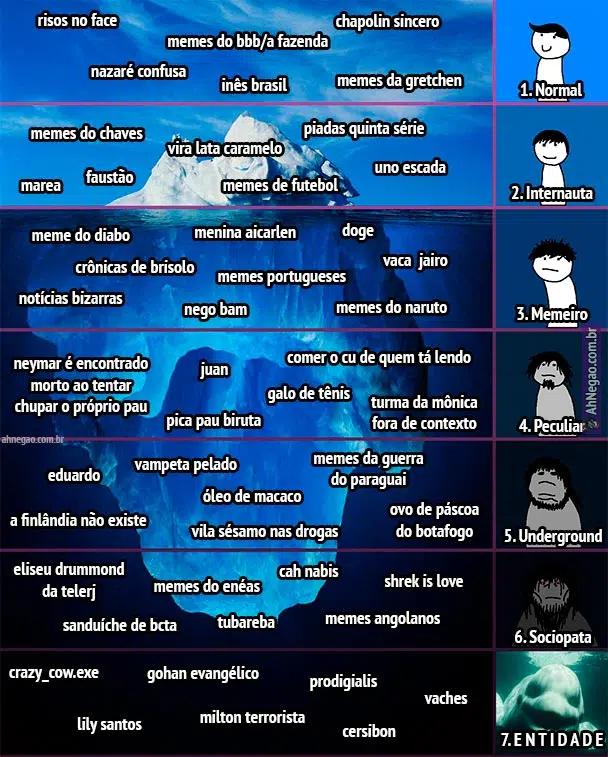 risos no face
chapolin sincero
memes do bbb/a fazenda
nazaré confusa
inês brasil
memes da gretchen
1. Normal
memes do chaves
piadas quinta série
vira lata caramelo
uno escada
faustão
marea
memes de futebol
2. Internauta
meme do diabo
menina aicarlen
doge
crônicas de brisolo
vaca jairo
memes portugueses
notícias bizarras
nego bam
memes do naruto
3. Memeiro
neymar é encontrado
morto ao tentar
chupar o próprio pau
juan
comer o cu de quem tá lendo
galo de tênis
turma da mônica
fora de contexto
pica pau biruta
4. Peculiar
AhNegao.com.br
ahnegao.com.br
eduardo
vampeta pelado
memes da guerra
do paraguai
óleo de macaco
a finlândia não existe
vila sésamo nas drogas
ovo de páscoa
do botafogo
5. Underground
eliseu drummond
da telerj
memes do enéas
cah nabis
shrek is love
sanduíche de bcta
tubareba
memes angolanos
6. Sociopata
crazy_cow.exe
gohan evangélico
prodigialis
vaches
lily santos
milton terrorista
cersibon
7. ENTIDADE